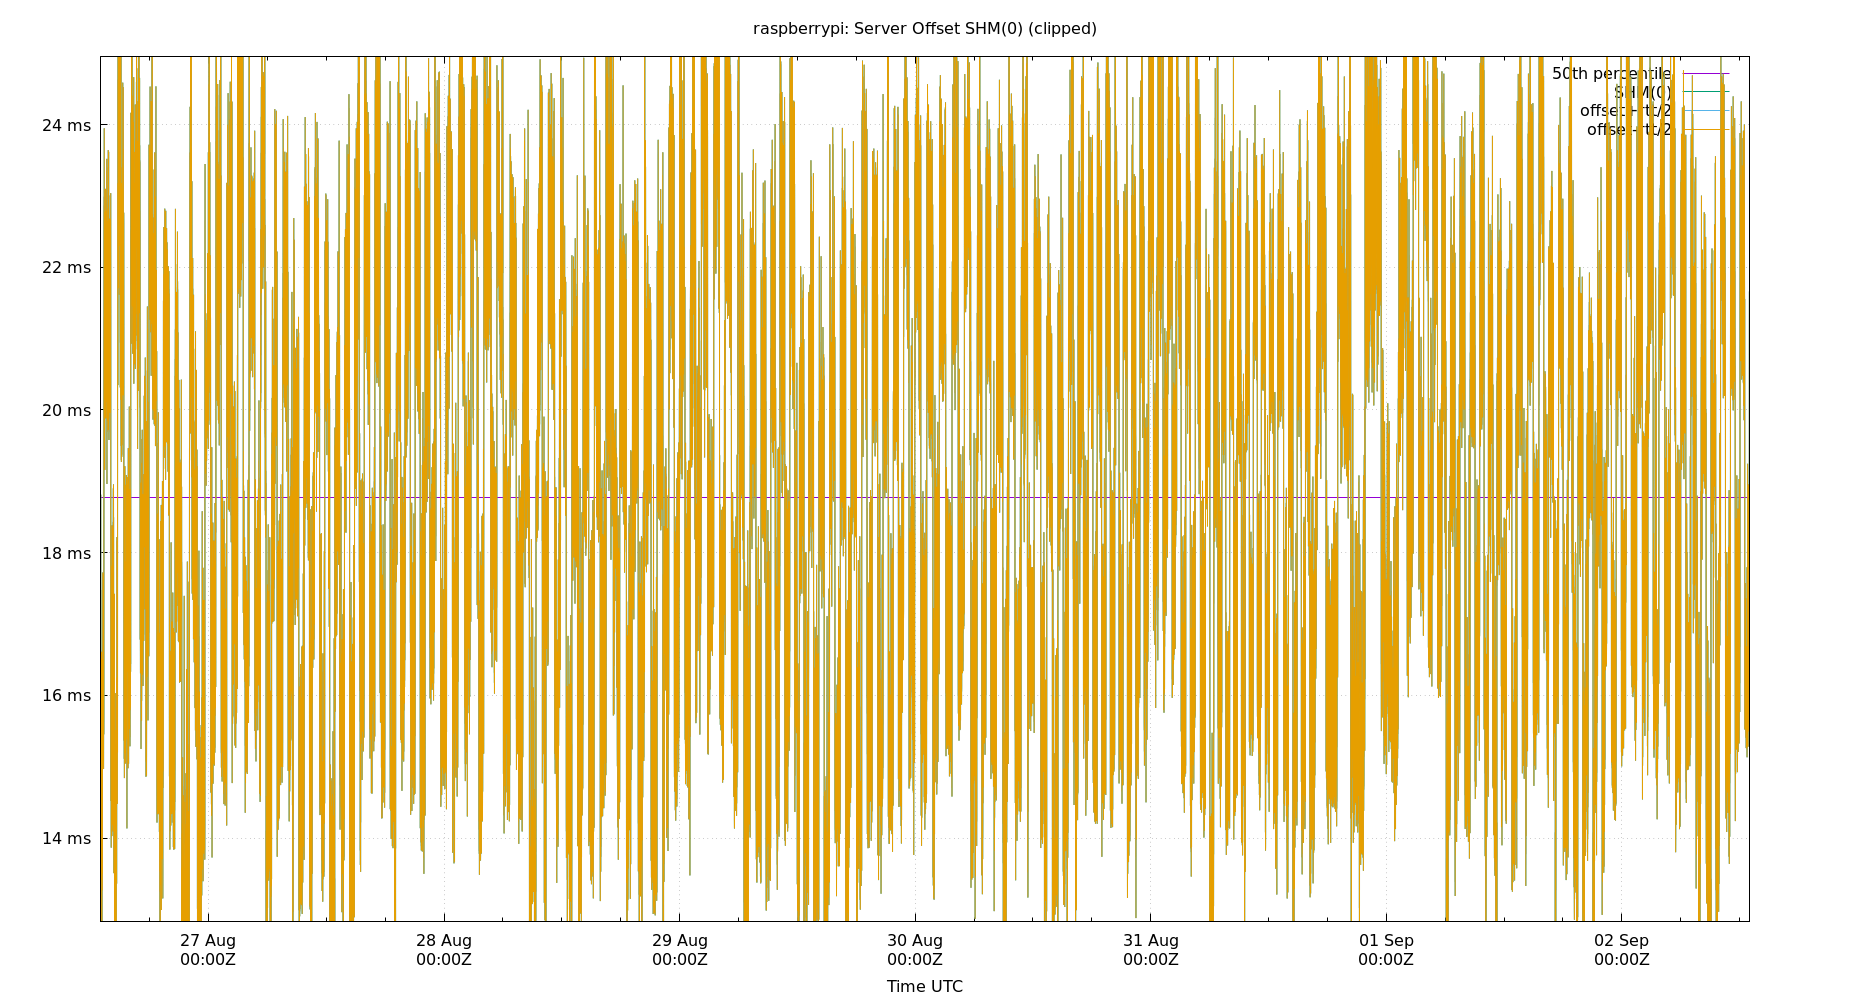 raspberrypi: Server Offset SHM(0) (clipped)
50th percentile
SHM(0)
offset+rtt/2
offset-rtt/2
24 ms
22 ms
20 ms
18 ms
16 ms
14 ms
27 Aug 28 Aug 29 Aug 30 Aug 31 Aug 01 Sep 02 Sep
00:00Z 00:00Z 00:00Z 00:00Z 00:00Z 00:00Z 00:00Z
Time UTC